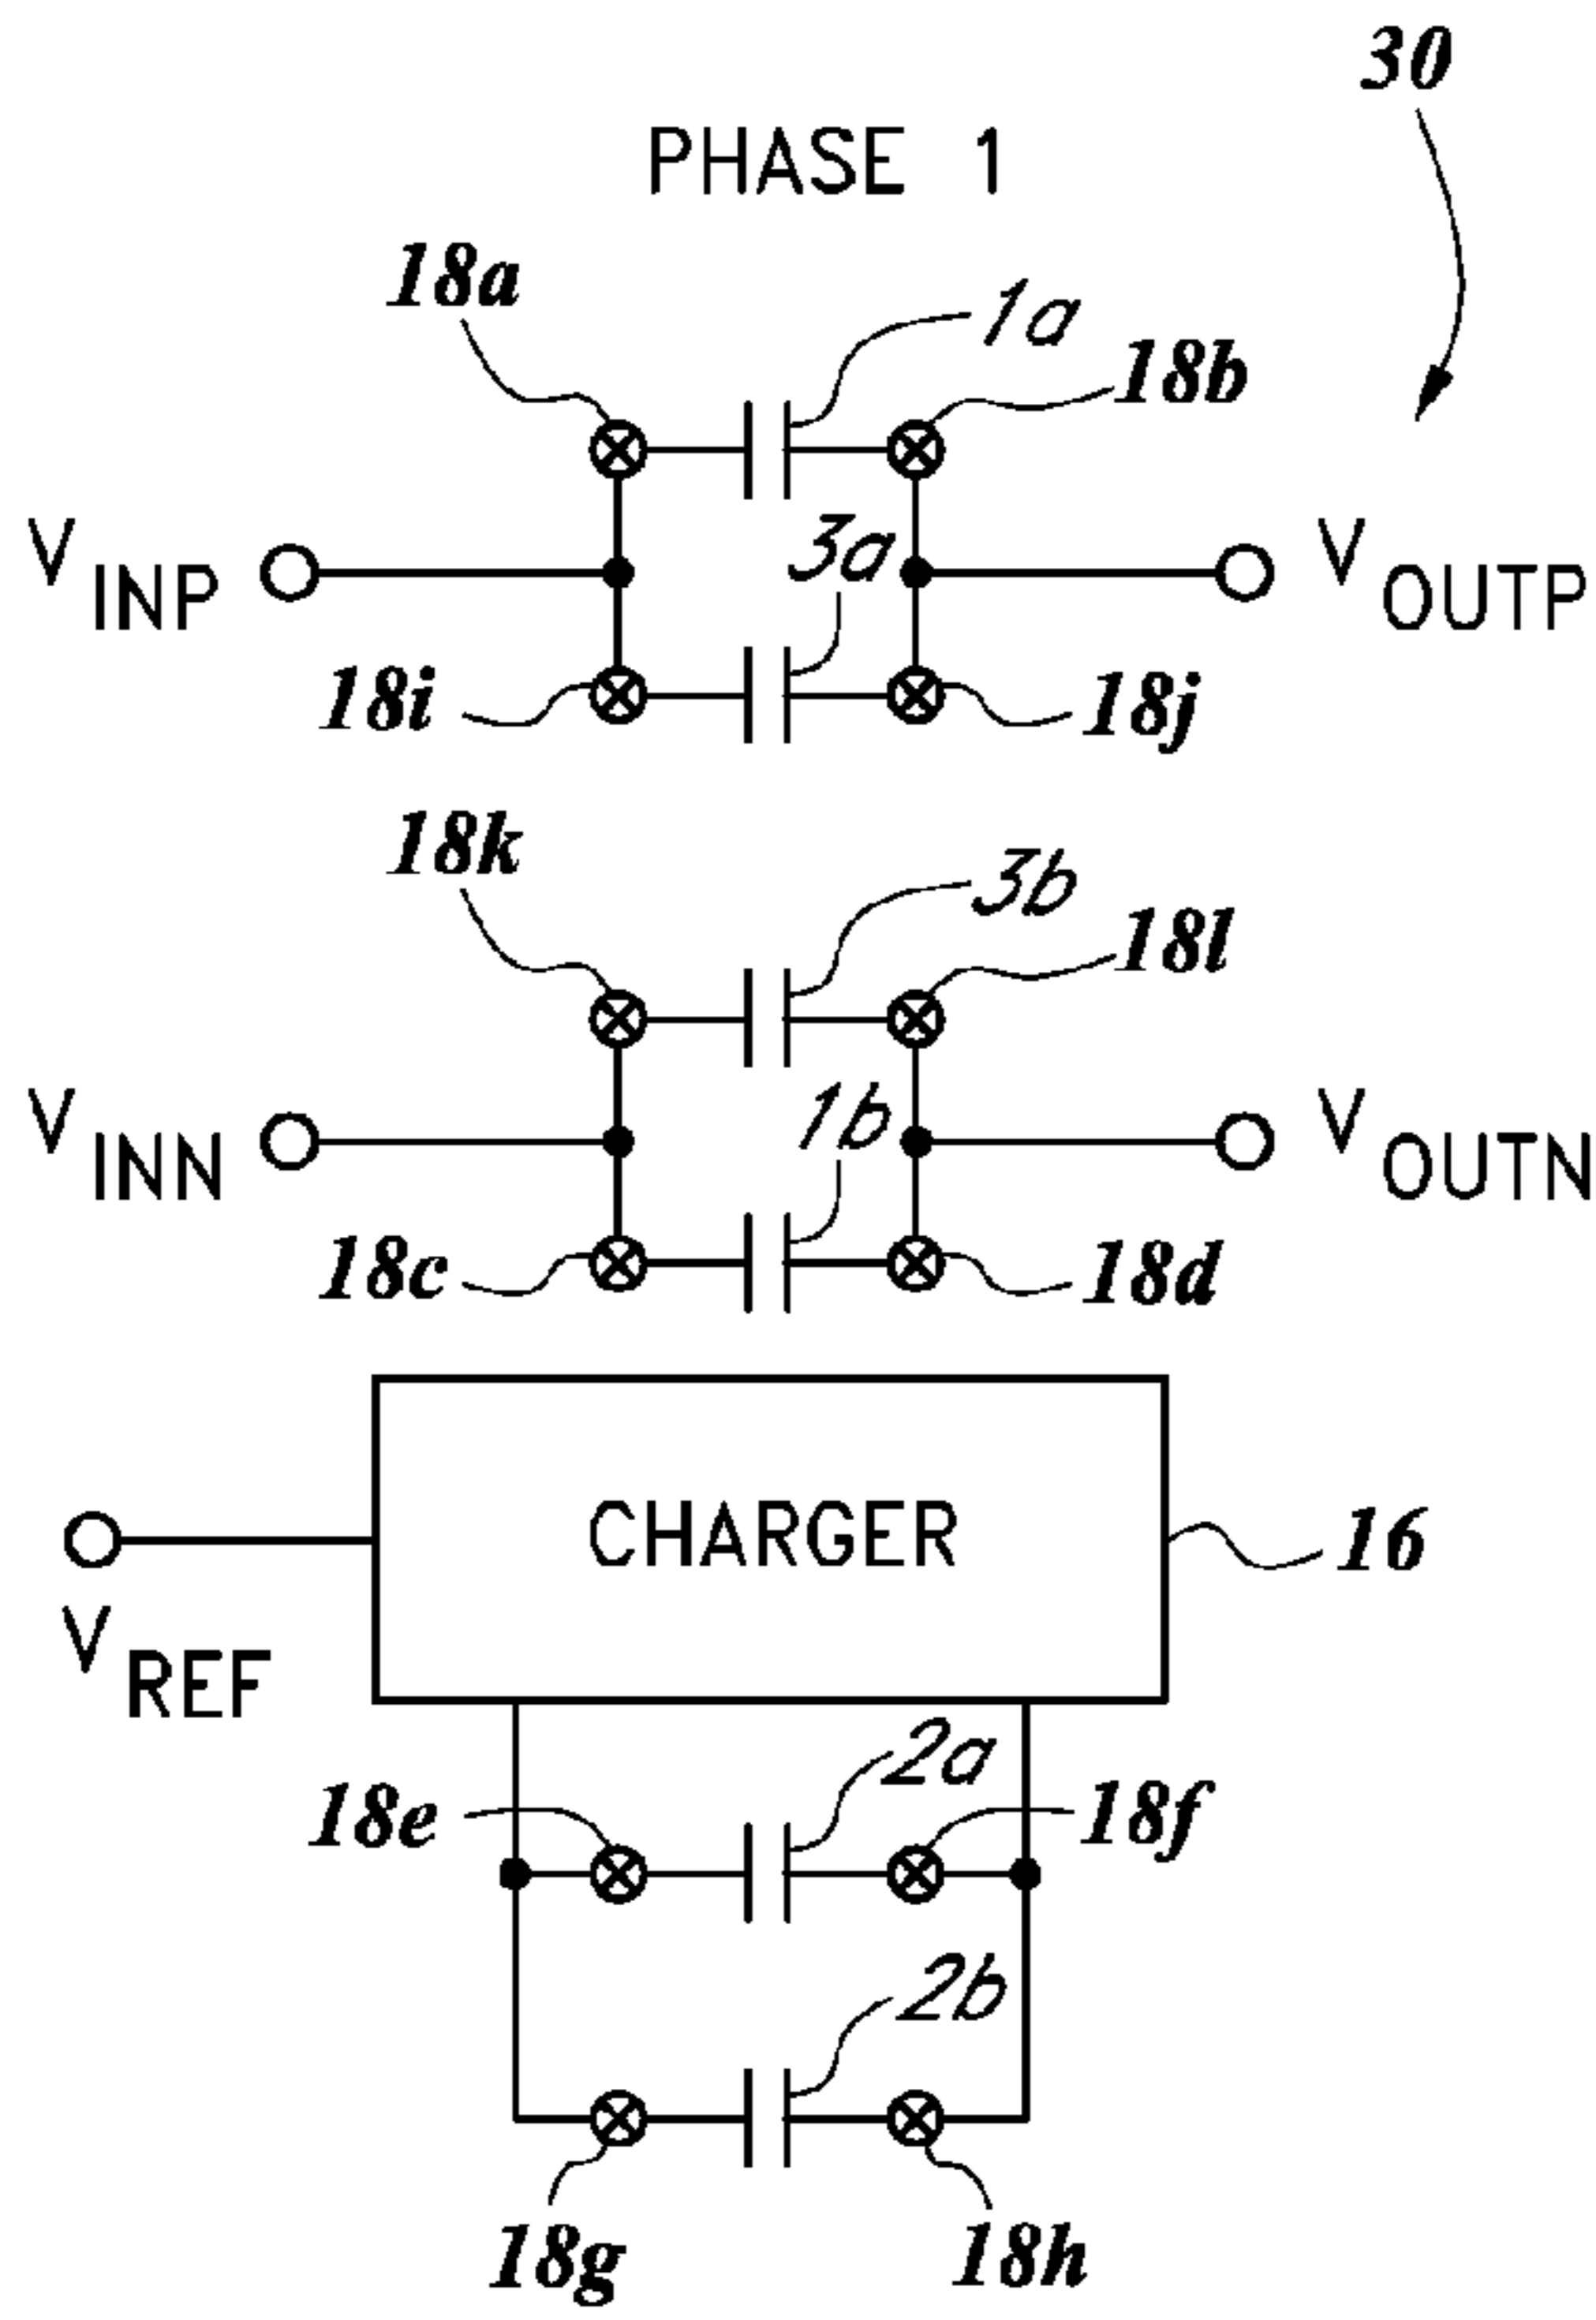 30
PHASE 1
18a
1a
18b
VINP
3a
VOUTP
18i
18j
18k
3b
18l
VINN
1b
VOUTN
18c
18d
CHARGER
16
VREF
2a
18e
18f
2b
18g
18h